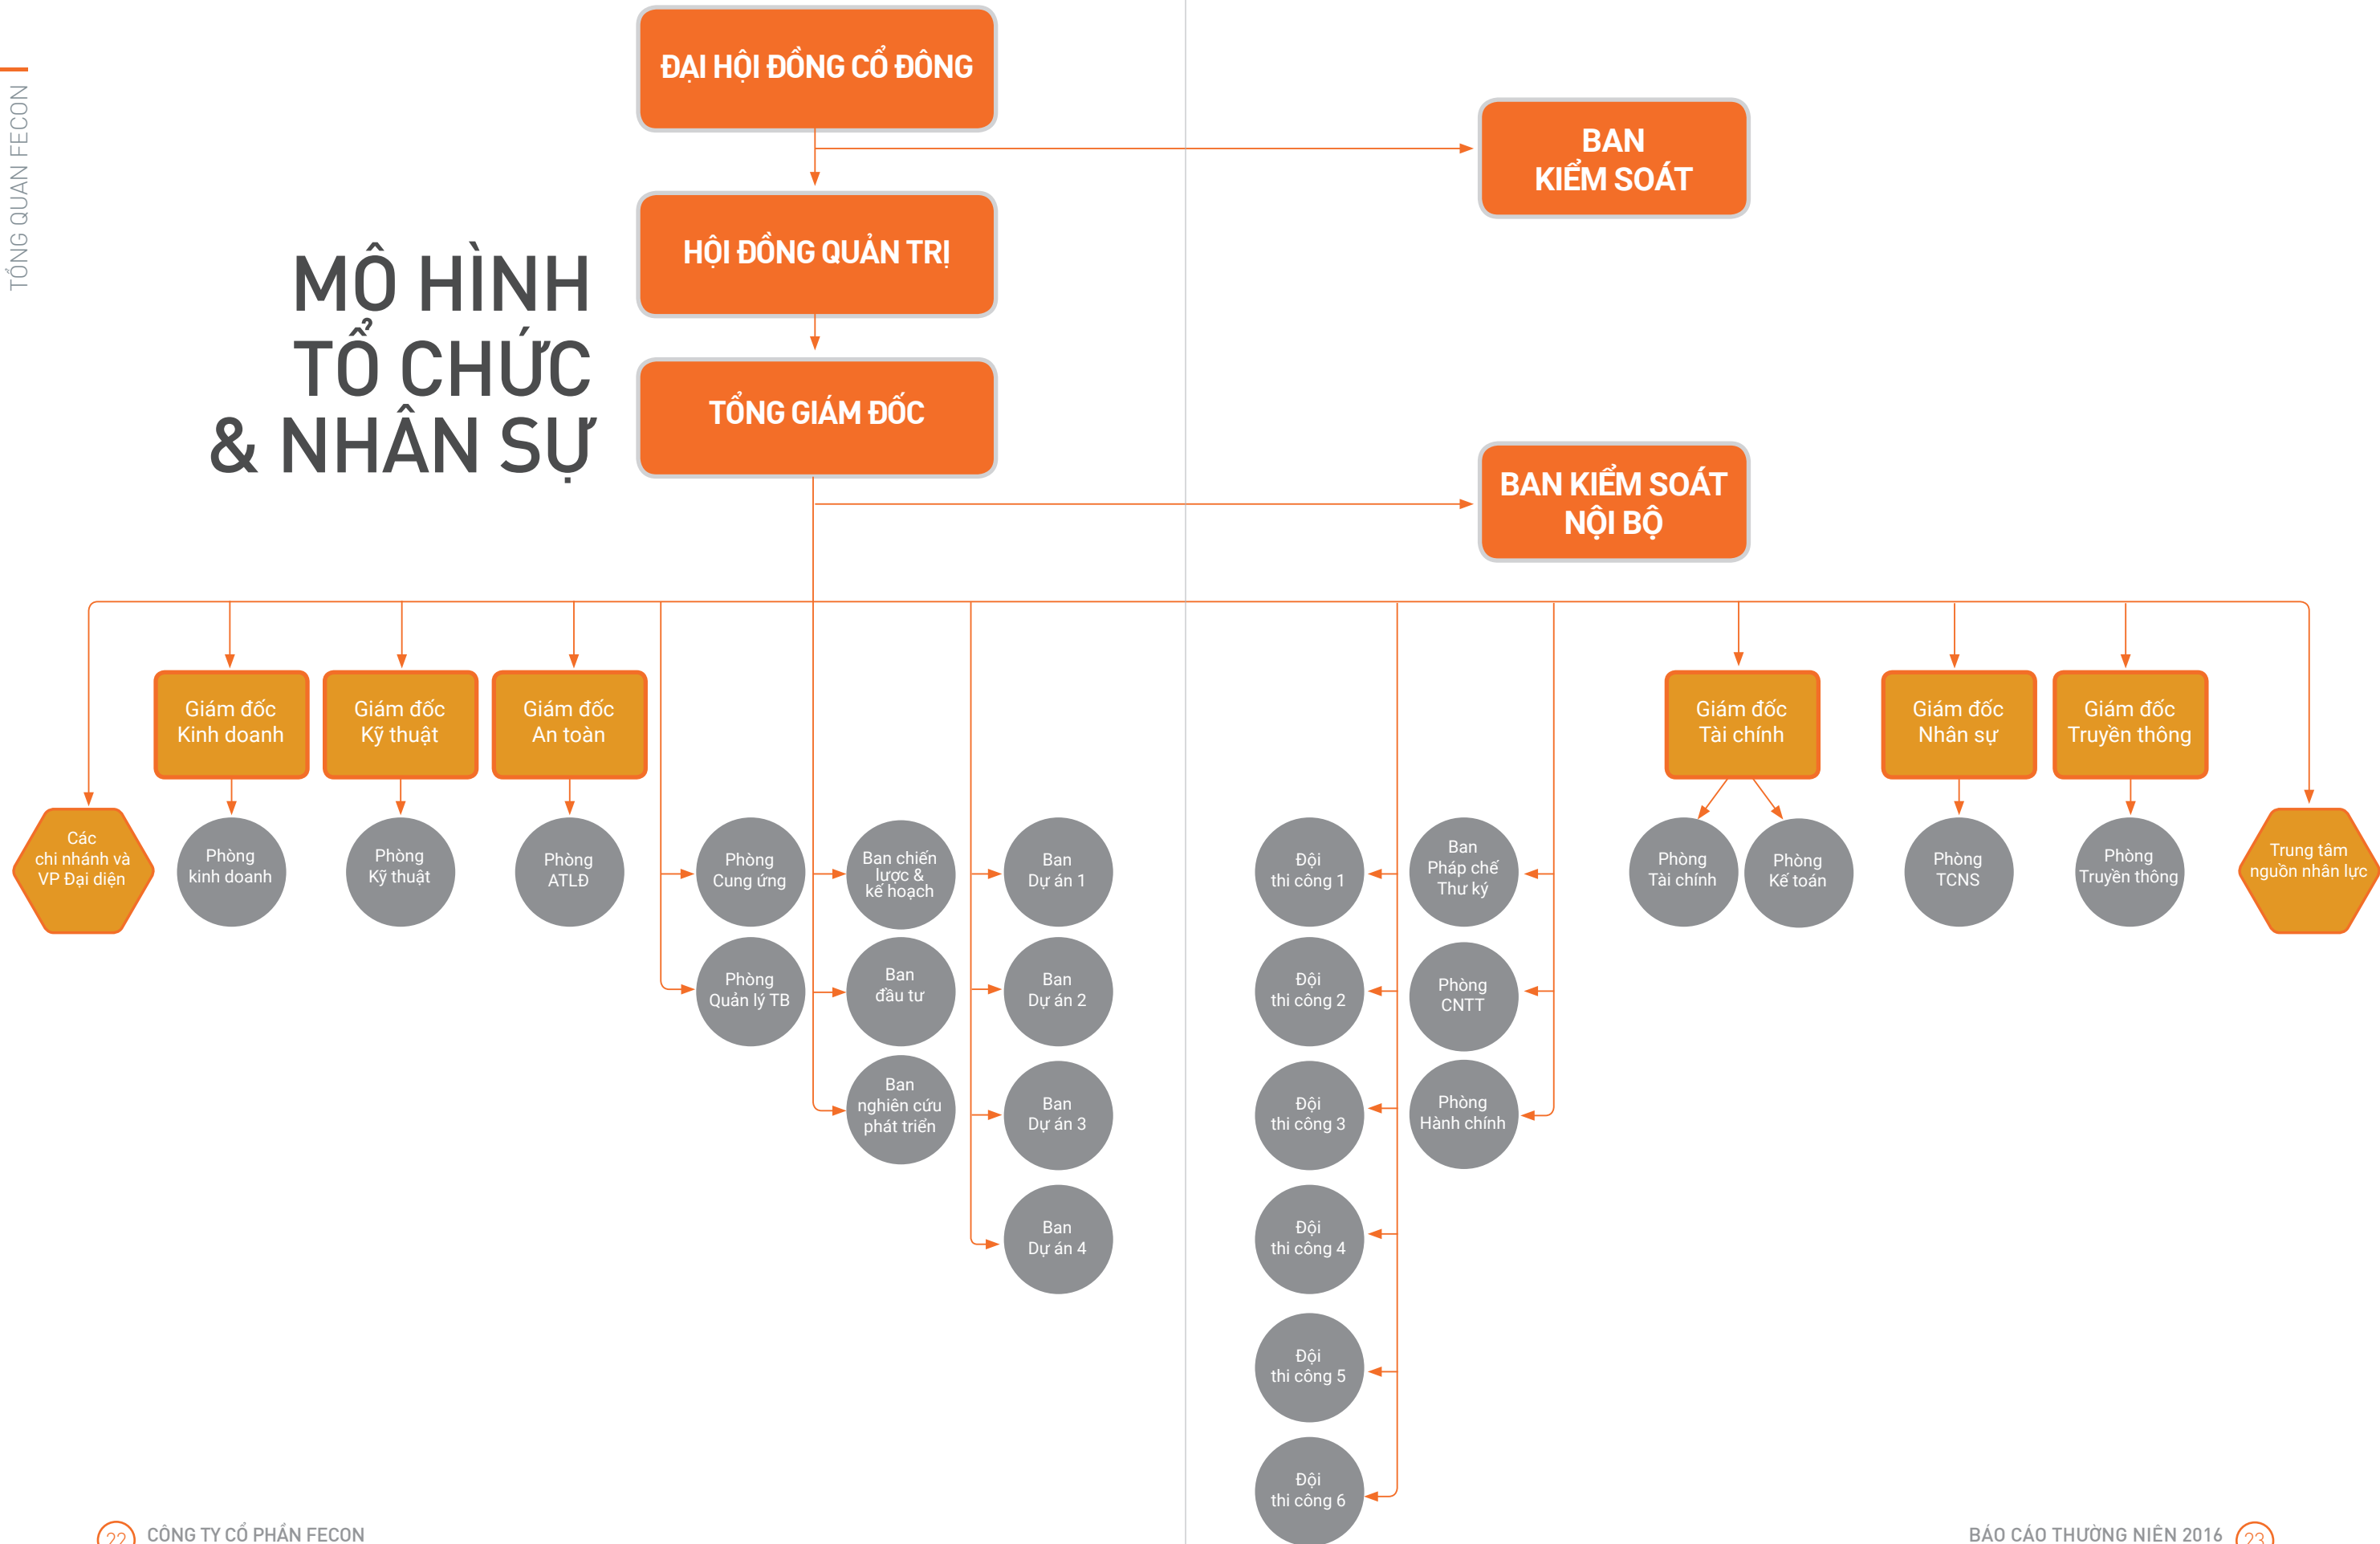 TỔNG QUAN FECON
MÔ HÌNH
TỔ CHỨC
& NHÂN SỰ
ĐẠI HỘI ĐỒNG CỔ ĐÔNG
BAN
KIỂM SOÁT
HỘI ĐỒNG QUẢN TRỊ
TỔNG GIÁM ĐỐC
BAN KIỂM SOÁT
NỘI BỘ
Giám đốc
Kinh doanh
Giám đốc
Kỹ thuật
Giám đốc
An toàn
Giám đốc
Tài chính
Giám đốc
Nhân sự
Giám đốc
Truyền thông
Các
chi nhánh và
VP Đại diện
Phòng
kinh doanh
Phòng
Kỹ thuật
Phòng
ATLĐ
Phòng
Cung ứng
Ban chiến
lược &
kế hoạch
Ban
Dự án 1
Đội
thi công 1
Ban
Pháp chế
Thư ký
Phòng
Tài chính
Phòng
Kế toán
Phòng
TCNS
Phòng
Truyền thông
Trung tâm
nguồn nhân lực
Phòng
Quản lý TB
Ban
đầu tư
Ban
Dự án 2
Đội
thi công 2
Phòng
CNTT
Ban
nghiên cứu
phát triển
Ban
Dự án 3
Đội
thi công 3
Phòng
Hành chính
Ban
Dự án 4
Đội
thi công 4
Đội
thi công 5
Đội
thi công 6
22 CÔNG TY CỔ PHẦN FECON
BÁO CÁO THƯỜNG NIÊN 2016 23